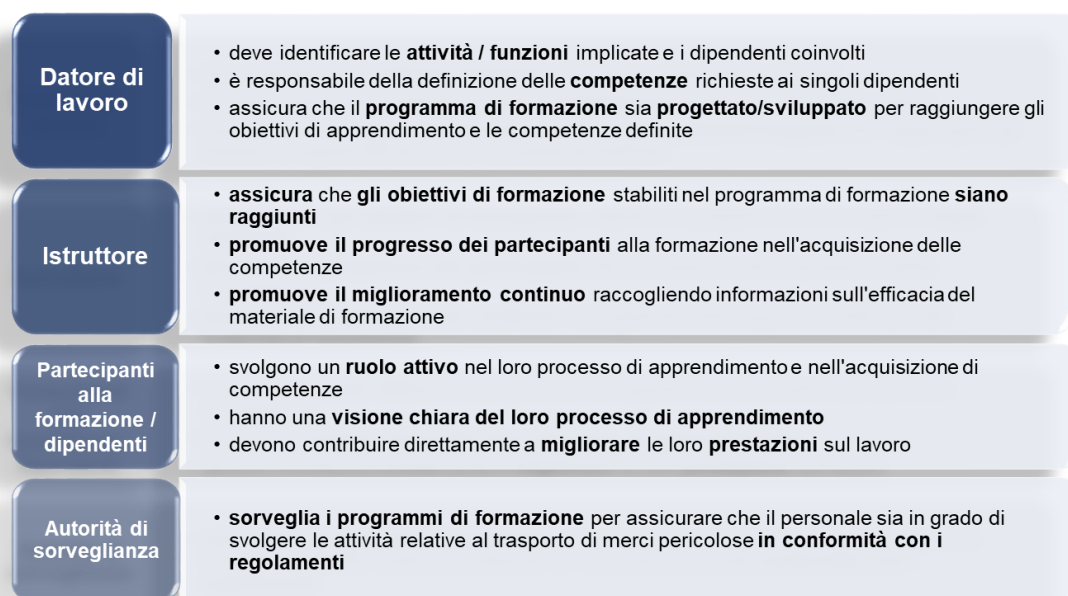 Datore di
lavoro
• deve identificare le attività / funzioni implicate e i dipendenti coinvolti
• è responsabile della definizione delle competenze richieste ai singoli dipendenti
• assicura che il programma di formazione sia progettato/sviluppato per raggiungere gli
obiettivi di apprendimento e le competenze definite
Istruttore
• assicura che gli obiettivi di formazione stabiliti nel programma di formazione siano
raggiunti
• promuove il progresso dei partecipanti alla formazione nell'acquisizione delle
competenze
• promuove il miglioramento continuo raccogliendo informazioni sull'efficacia del
materiale di formazione
Partecipanti
alla
formazione /
dipendenti
• svolgono un ruolo attivo nel loro processo di apprendimento e nell'acquisizione di
competenze
• hanno una visione chiara del loro processo di apprendimento
• devono contribuire direttamente a migliorare le loro prestazioni sul lavoro
Autorità di
sorveglianza
• sorveglia i programmi di formazione per assicurare che il personale sia in grado di
svolgere le attività relative al trasporto di merci pericolose in conformità con i
regolamenti